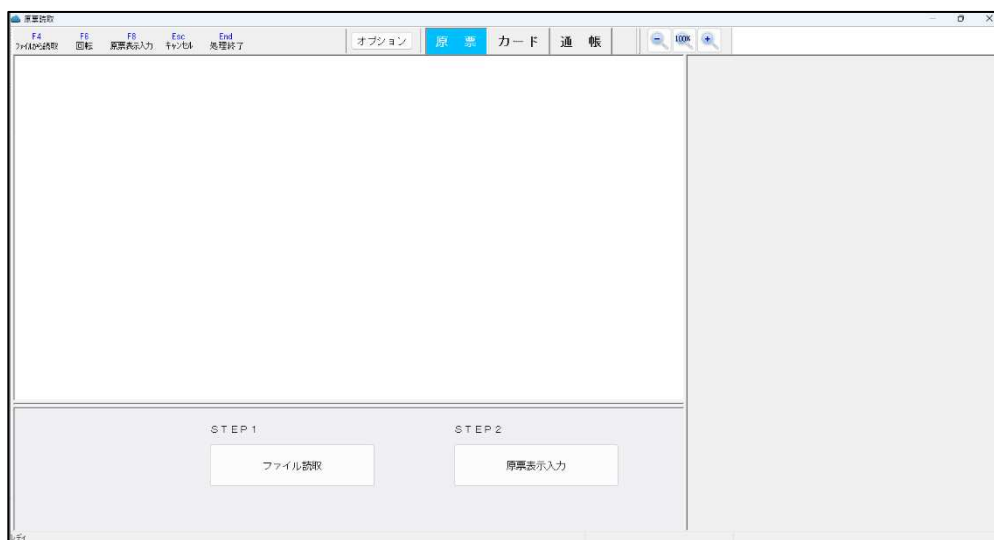 原票読取
F4 F6 F8 Esc End
ファイルから読取 回転 原票表示入力 キャンセル 処理終了 オプション 原票 カード 通帳 100%
STEP1 STEP2
ファイル読取 原票表示入力
レディ